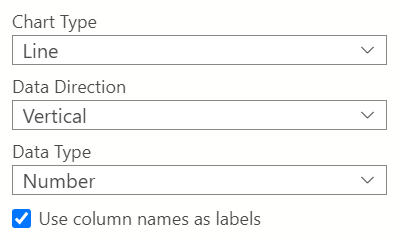 Chart Type
Line
Data Direction
Vertical
Data Type
Number
Use column names as labels